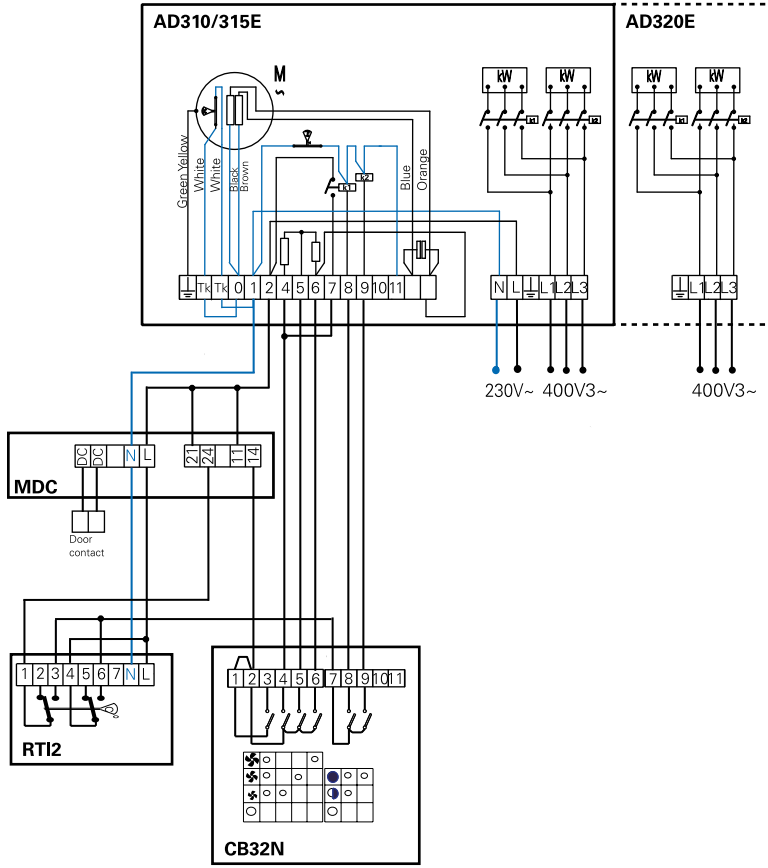 AD310/315E
AD320E
M
~
kW kW kW kW
k1 k2 k1 k2
Green Yellow
White
White
Black
Brown
k1
k2
Blue
Orange
Tk Tk 0 1 2 4 5 6 7 8 9 10 11
N L L1 L2 L3
L1 L2 L3
230V~ 400V3~
400V3~
DC DC N L
21 24 11 14
MDC
Door
contact
1 2 3 4 5 6 7 N L
RTI2
1 2 3 4 5 6 7 8 9 10 11
CB32N